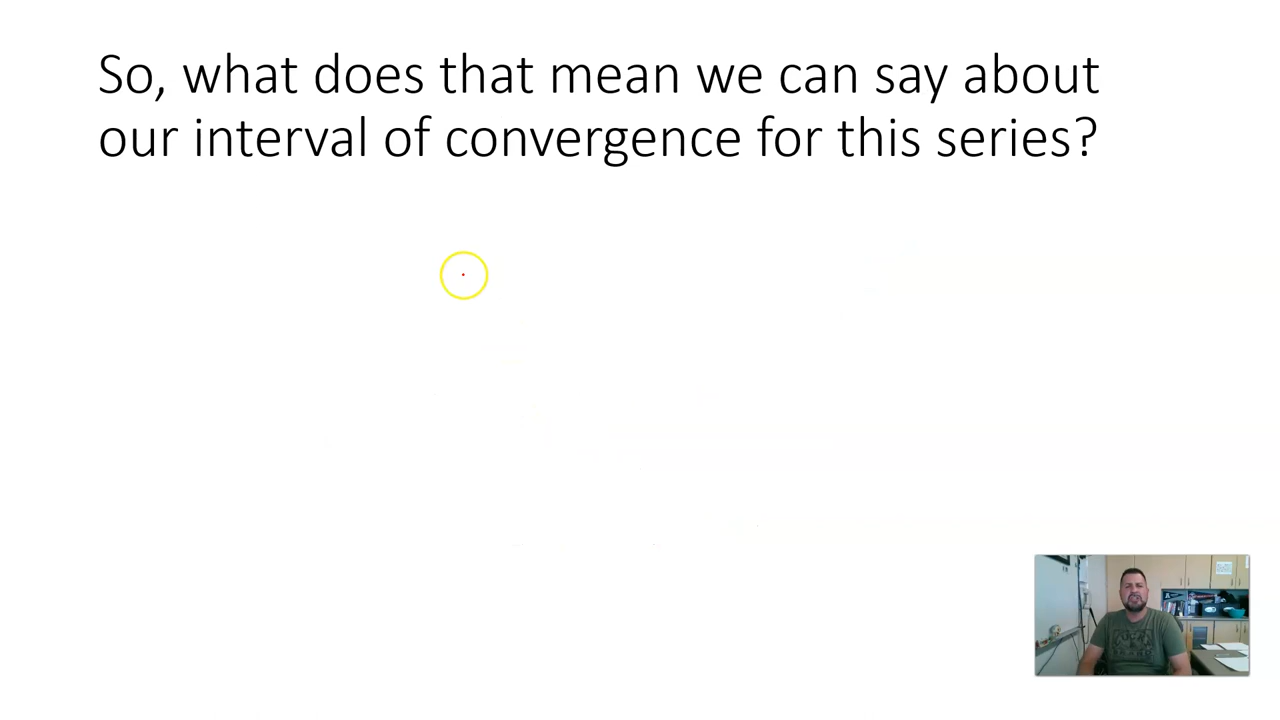 So, what does that mean we can say about
our interval of convergence for this series?